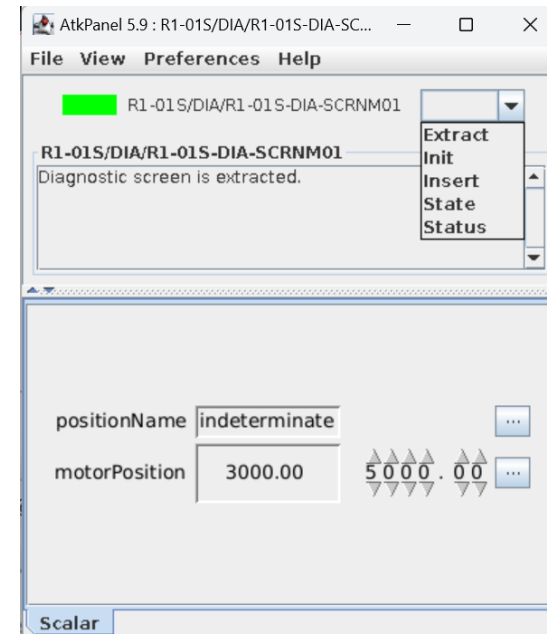 AtkPanel 5.9 : R1-01S/DIA/R1-01S-DIA-SC...
File View Preferences Help
R1-01S/DIA/R1-01S-DIA-SCRNM01
Extract
Init
Insert
State
Status
R1-01S/DIA/R1-01S-DIA-SCRNM01
Diagnostic screen is extracted.
positionName indeterminate ...
motorPosition 3000.00 5000.00 ...
Scalar